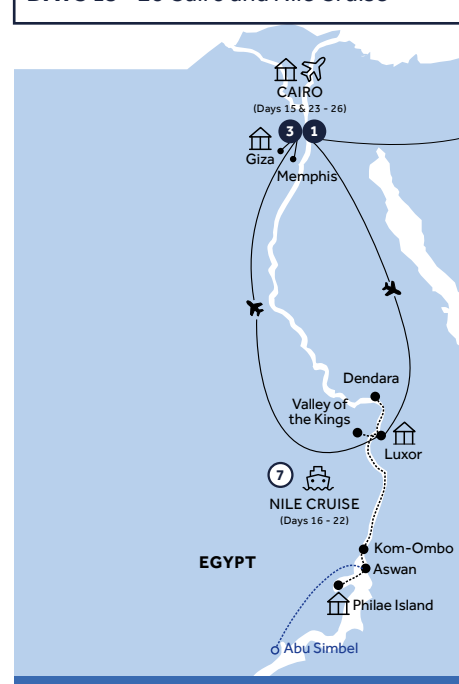 DAYS 15 - 26 Cairo and Nile Cruise
CAIRO
(Days 15 & 23 - 26)
3 1
Giza
Memphis
Dendara
Valley of
the Kings
Luxor
7
NILE CRUISE
(Days 16 - 22)
Kom-Ombo
EGYPT
Aswan
Philae Island
Abu Simbel